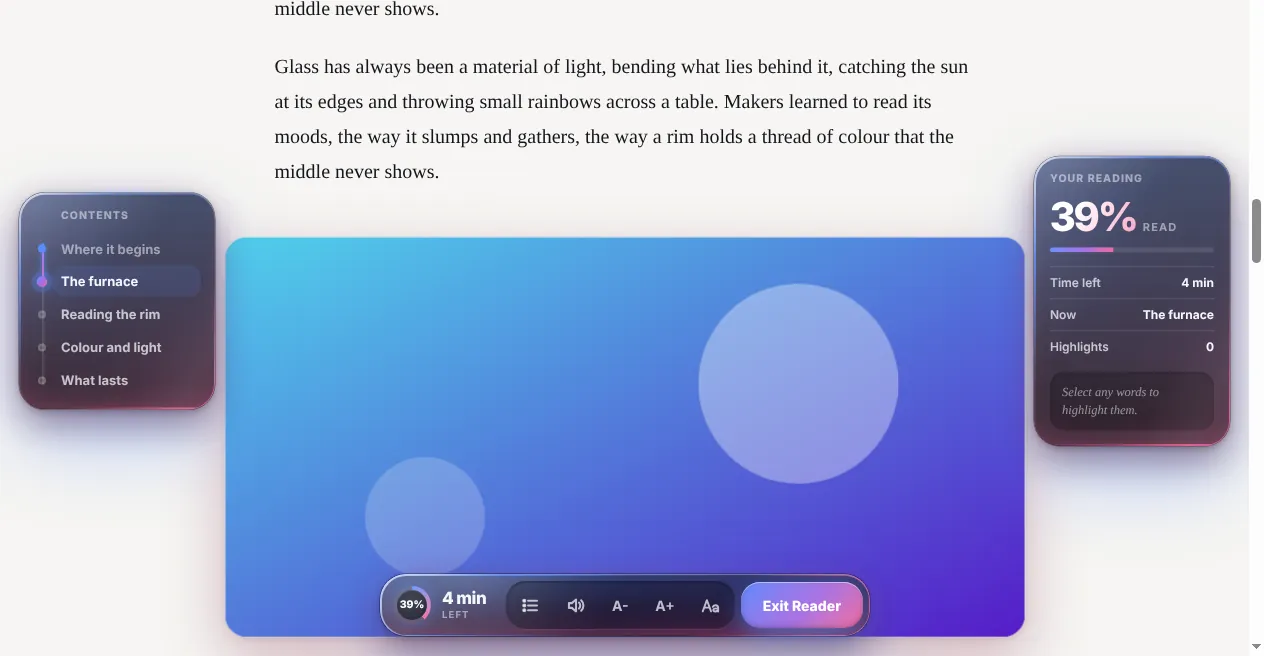 middle never shows.
Glass has always been a material of light, bending what lies behind it, catching the sun
at its edges and throwing small rainbows across a table. Makers learned to read its
moods, the way it slumps and gathers, the way a rim holds a thread of colour that the
middle never shows.
CONTENTS
Where it begins
The furnace
Reading the rim
Colour and light
What lasts
YOUR READING
39% READ
Time left 4 min
Now The furnace
Highlights 0
Select any words to
highlight them.
39% 4 min LEFT A- A+ Aa Exit Reader